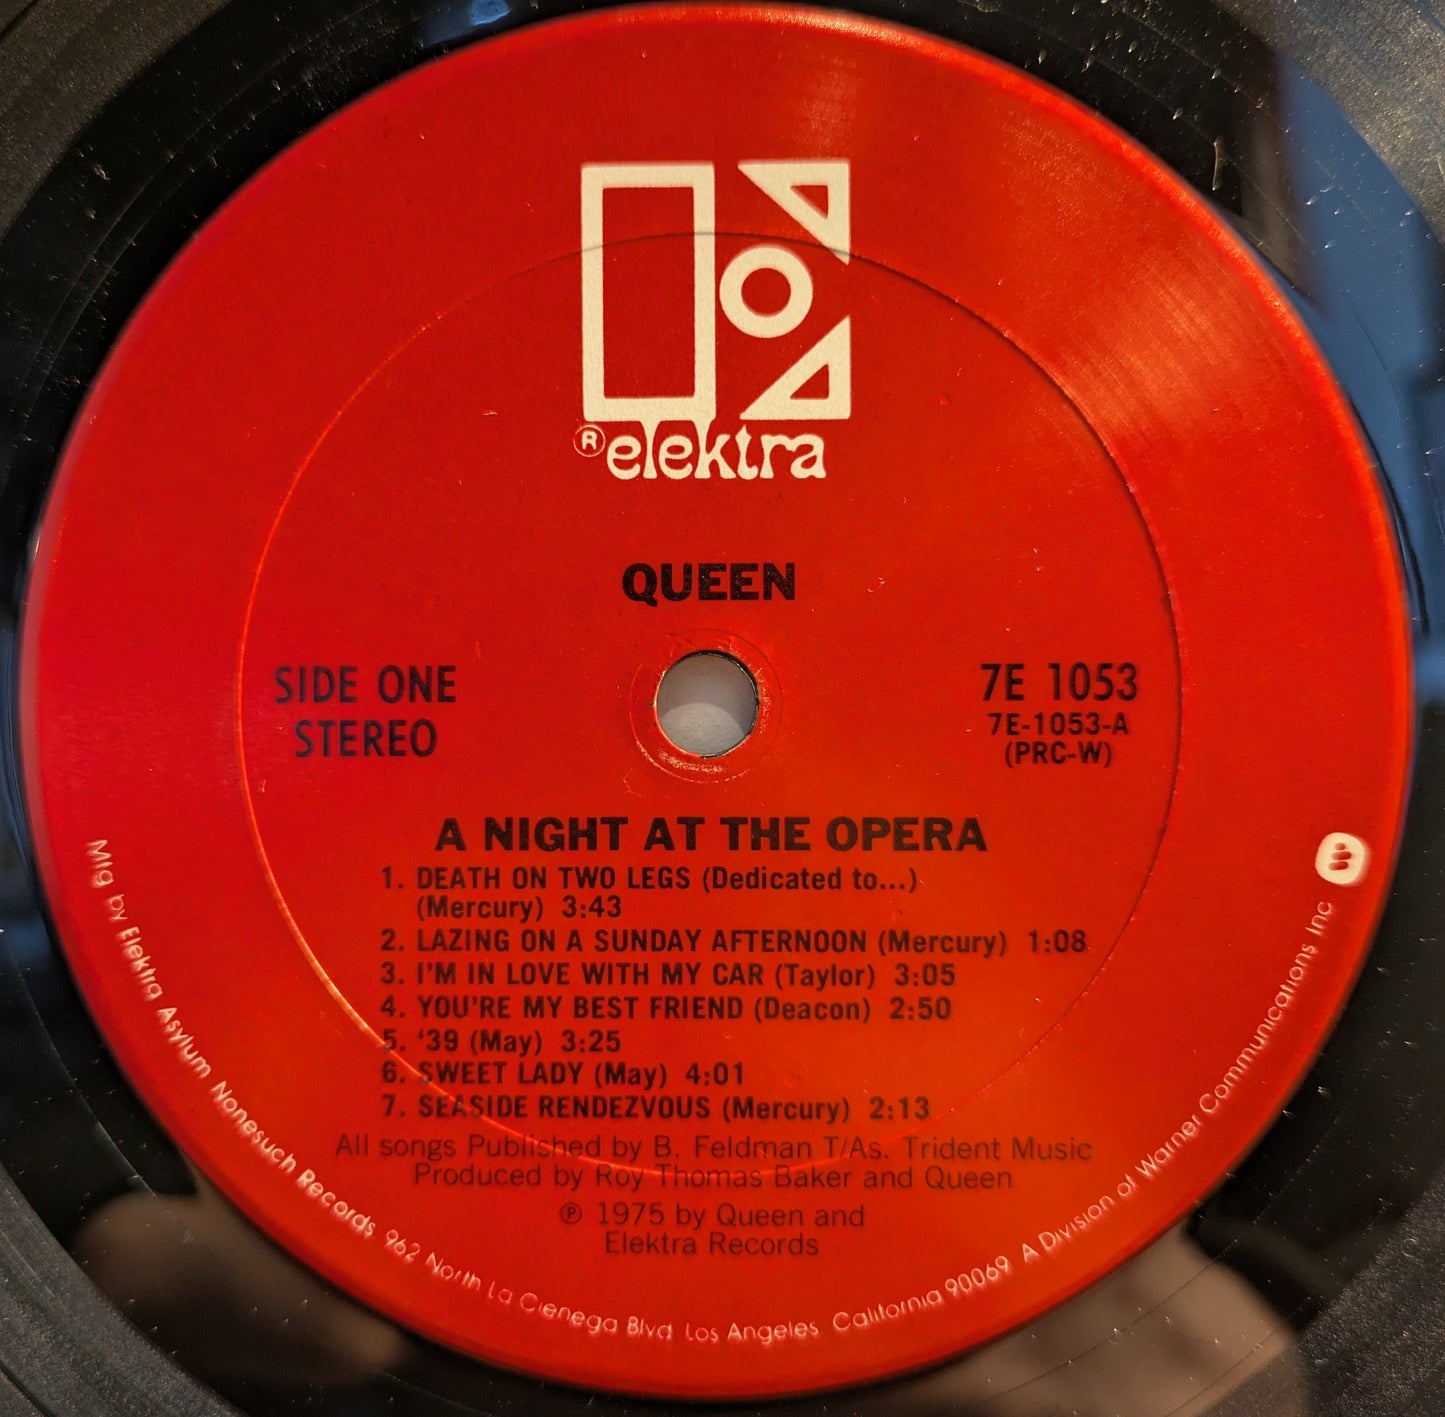 ® elektra
QUEEN
SIDE ONE
STEREO
7E 1053
7E-1053-A
(PRC-W)
A NIGHT AT THE OPERA
1. DEATH ON TWO LEGS (Dedicated to...)
(Mercury) 3:43
2. LAZING ON A SUNDAY AFTERNOON (Mercury) 1:08
3. I'M IN LOVE WITH MY CAR (Taylor) 3:05
4. YOU'RE MY BEST FRIEND (Deacon) 2:50
5. '39 (May) 3:25
6. SWEET LADY (May) 4:01
7. SEASIDE RENDEZVOUS (Mercury) 2:13
All songs Published by B. Feldman T/As. Trident Music
Produced by Roy Thomas Baker and Queen
℗ 1975 by Queen and
Elektra Records
Mfg by Elektra Asylum Nonesuch Records 962 North La Cienega Blvd Los Angeles California 90069 A Division of Warner Communications Inc